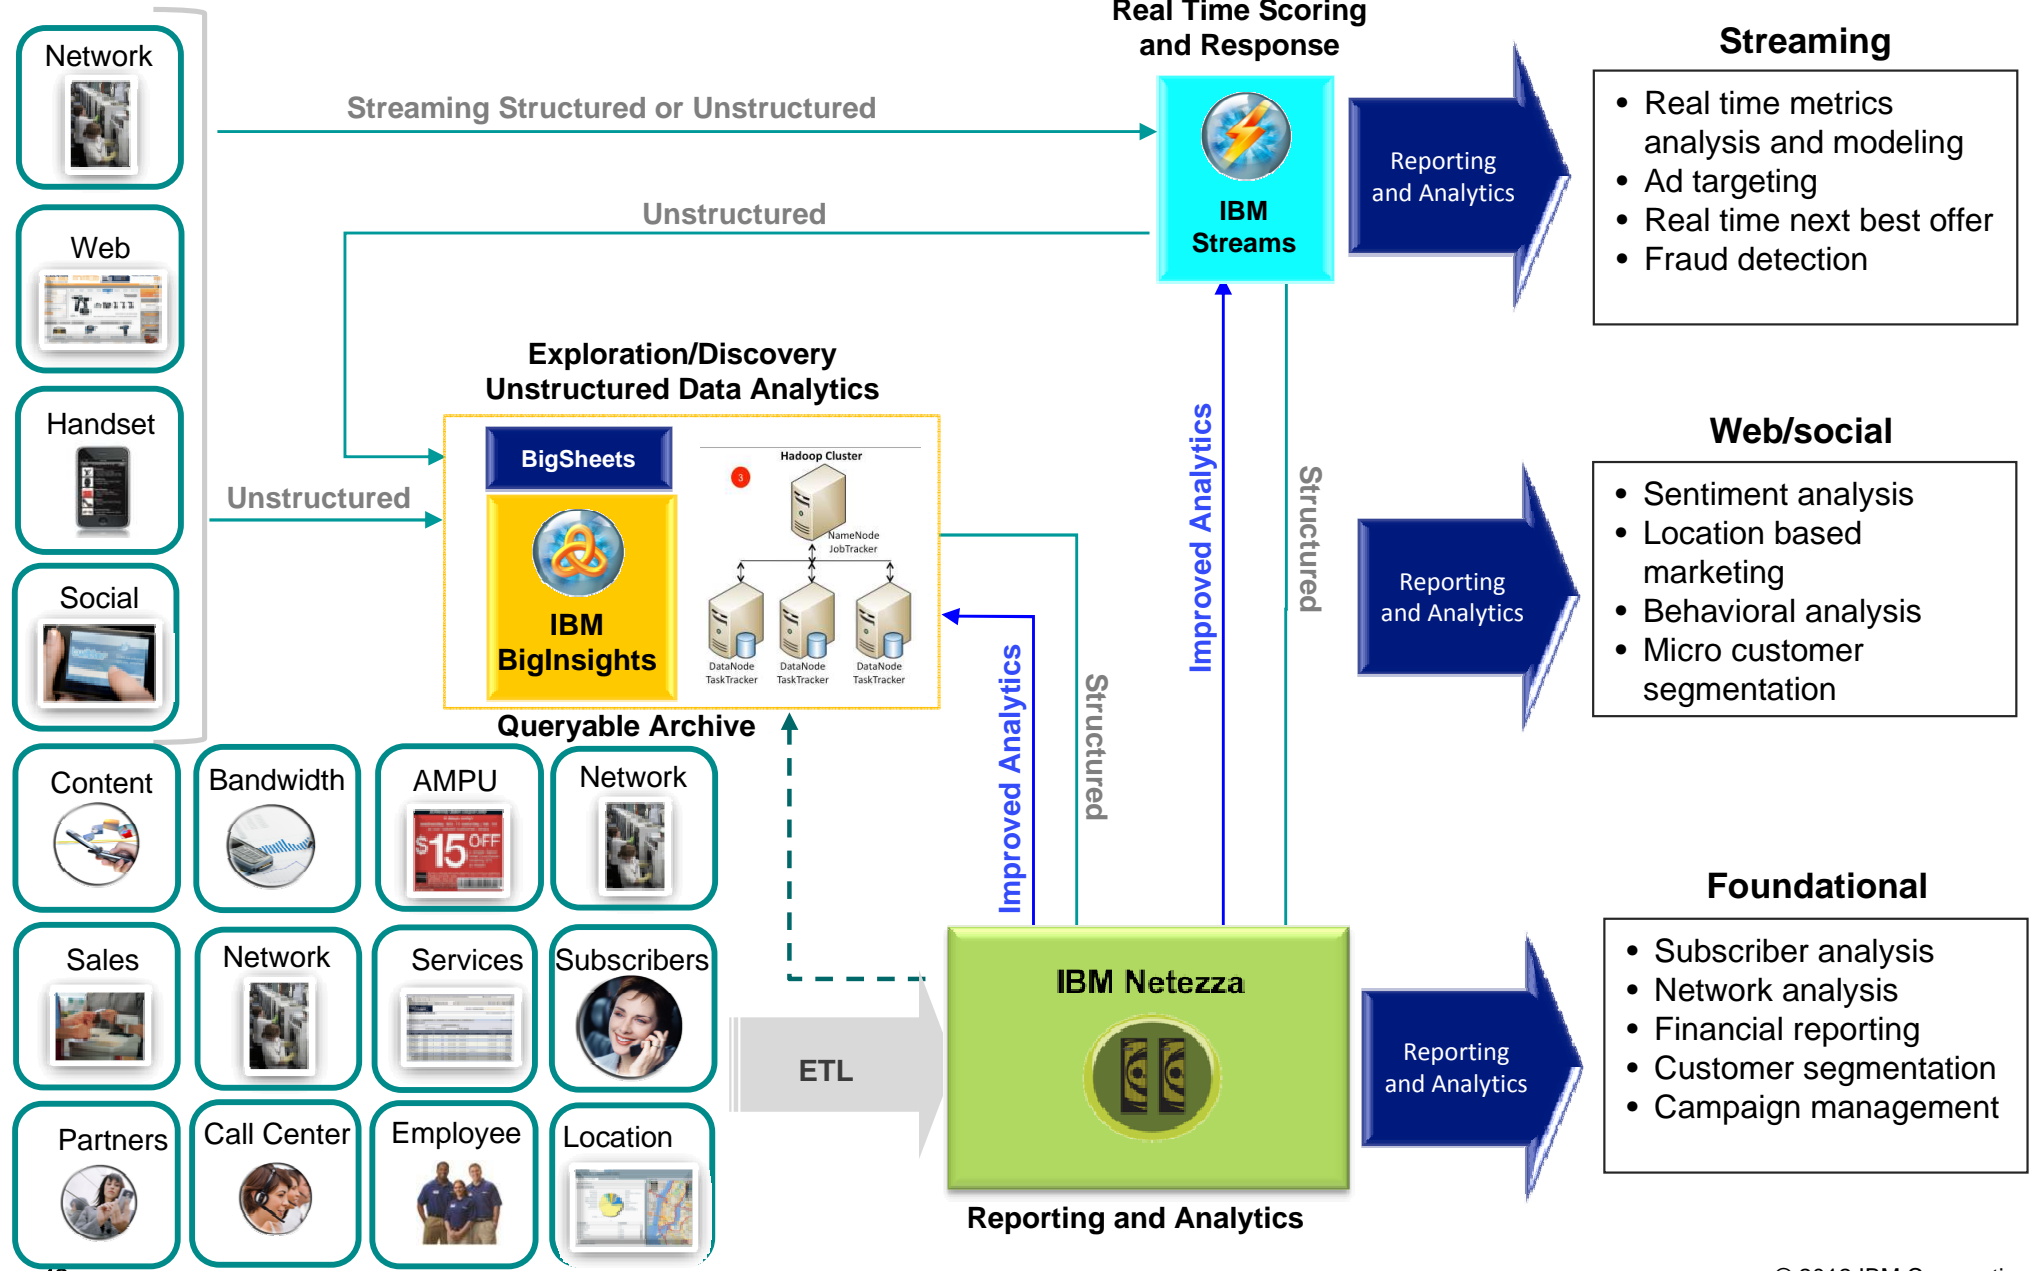 Real Time Scoring
and Response
Network
Streaming Structured or Unstructured
IBM
Streams
Reporting
and Analytics
Streaming
• Real time metrics
analysis and modeling
• Ad targeting
• Real time next best offer
• Fraud detection
Web
Unstructured
Handset
Unstructured
Social
Exploration/Discovery
Unstructured Data Analytics
BigSheets
IBM
BigInsights
Hadoop Cluster
3
NameNode
JobTracker
DataNode
TaskTracker
DataNode
TaskTracker
DataNode
TaskTracker
Queryable Archive
Improved Analytics
Structured
Improved Analytics
Structured
Reporting
and Analytics
Web/social
• Sentiment analysis
• Location based
marketing
• Behavioral analysis
• Micro customer
segmentation
Content
Bandwidth
AMPU
$15 OFF
Network
Sales
Network
Services
Subscribers
Partners
Call Center
Employee
Location
ETL
IBM Netezza
Reporting and Analytics
Reporting
and Analytics
Foundational
• Subscriber analysis
• Network analysis
• Financial reporting
• Customer segmentation
• Campaign management